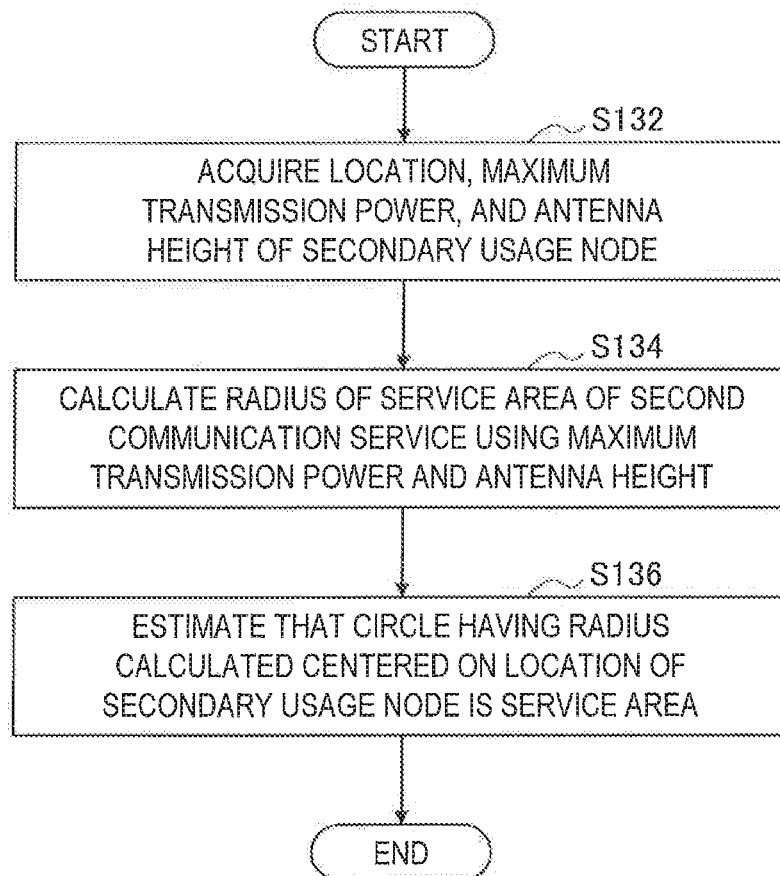 START
S132
ACQUIRE LOCATION, MAXIMUM
TRANSMISSION POWER, AND ANTENNA
HEIGHT OF SECONDARY USAGE NODE
S134
CALCULATE RADIUS OF SERVICE AREA OF SECOND
COMMUNICATION SERVICE USING MAXIMUM
TRANSMISSION POWER AND ANTENNA HEIGHT
S136
ESTIMATE THAT CIRCLE HAVING RADIUS
CALCULATED CENTERED ON LOCATION OF
SECONDARY USAGE NODE IS SERVICE AREA
END